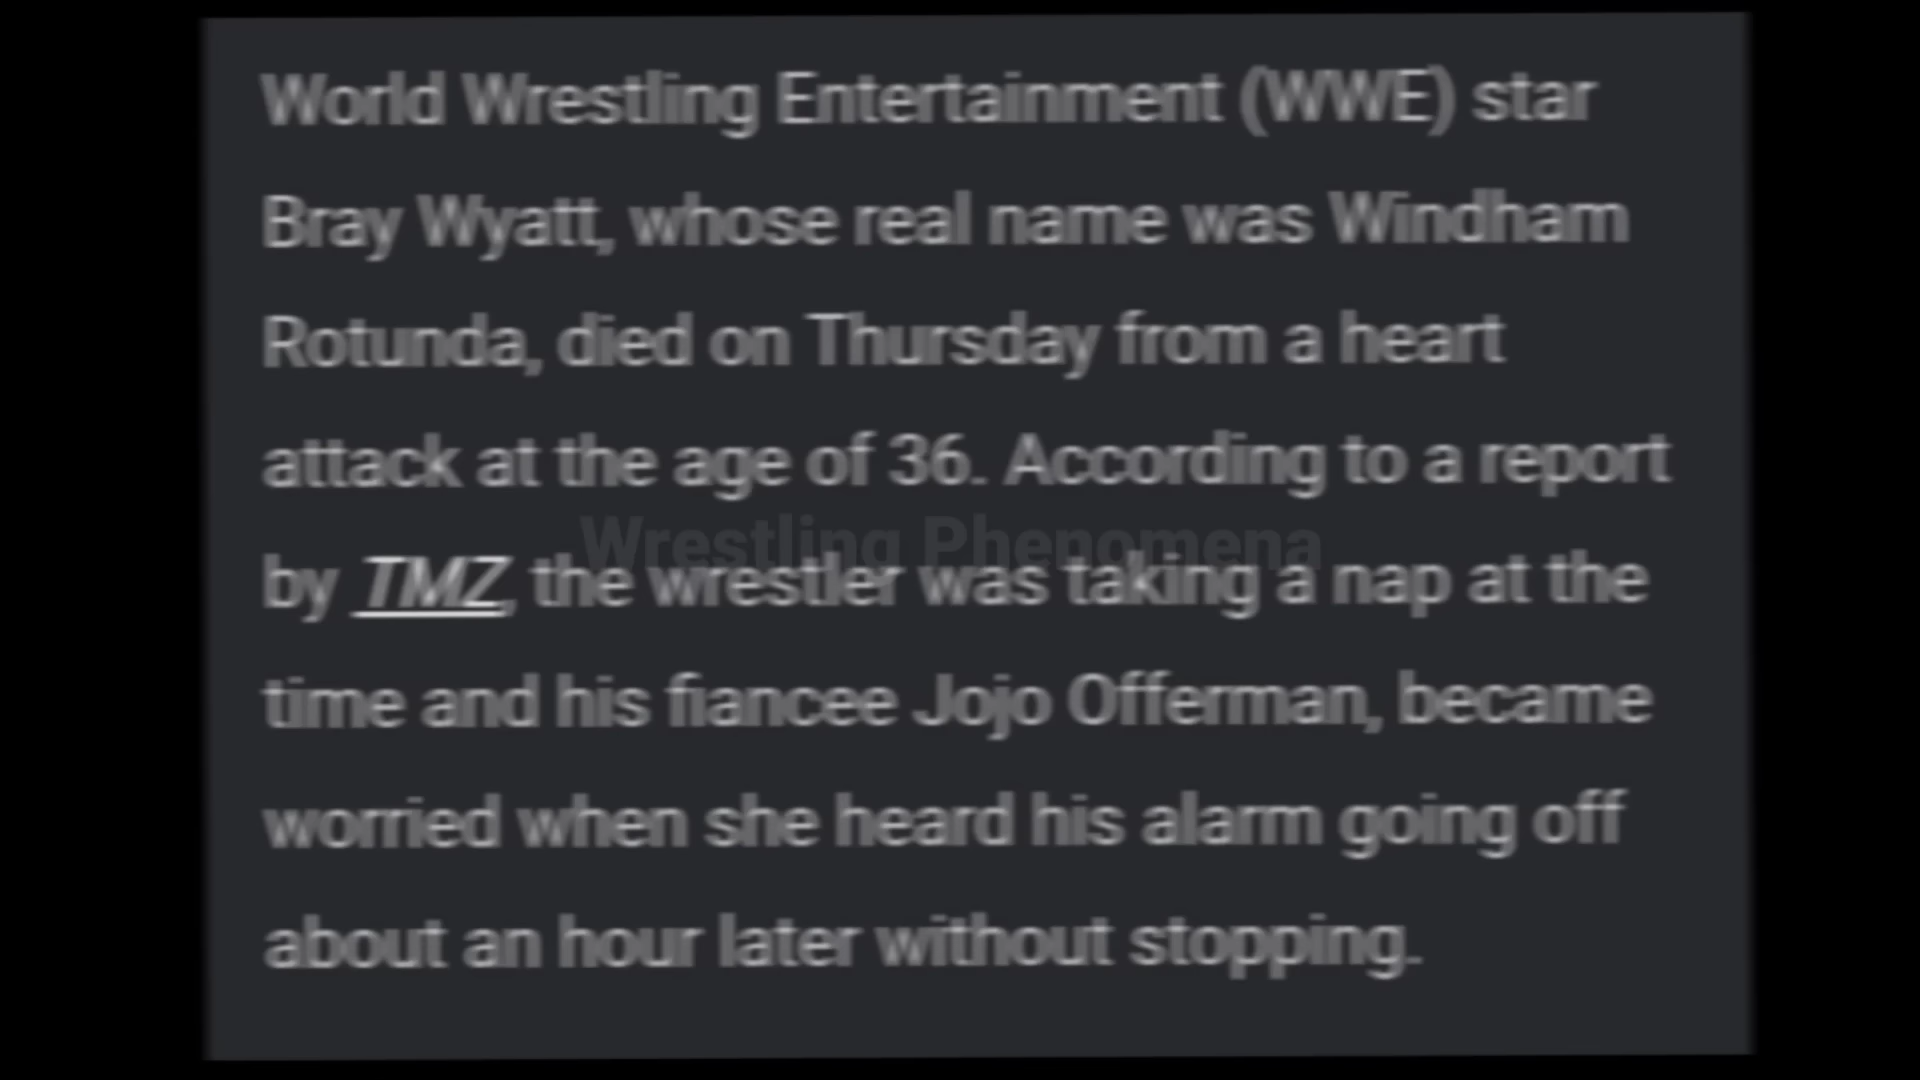 World Wrestling Entertainment (WWE) star
Bray Wyatt, whose real name was Windham
Rotunda, died on Thursday from a heart
attack at the age of 36. According to a report
Wrestling Phenomena
by TMZ, the wrestler was taking a nap at the
time and his fiancee Jojo Offerman, became
worried when she heard his alarm going off
about an hour later without stopping.